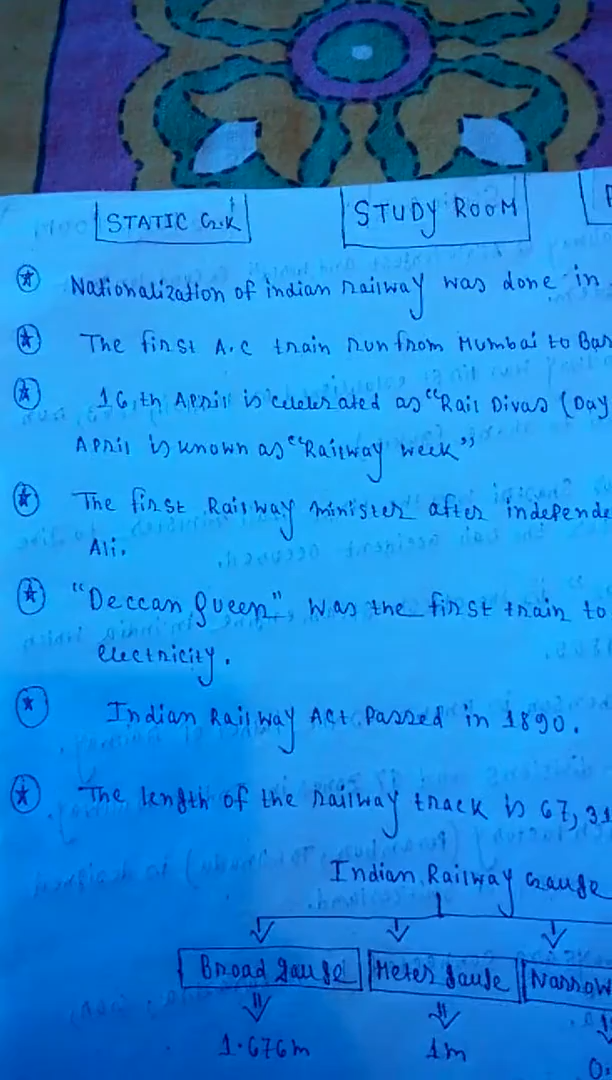 STATIC G.K
STUDY ROOM
Nationalization of indian railway was done in
The first A.C train run from Mumbai to Bar
16th April is celebrated as "Rail Divas (Day
April is known as "Railway week"
The first Railway minister after independe
Ali.
"Deccan Queen" was the first train to
electricity.
Indian Railway Act Passed in 1890.
The length of the railway track is 67,31
Indian Railway Gauge
Broad gauge Meter gauge Narrow
1.676m 1m 0.